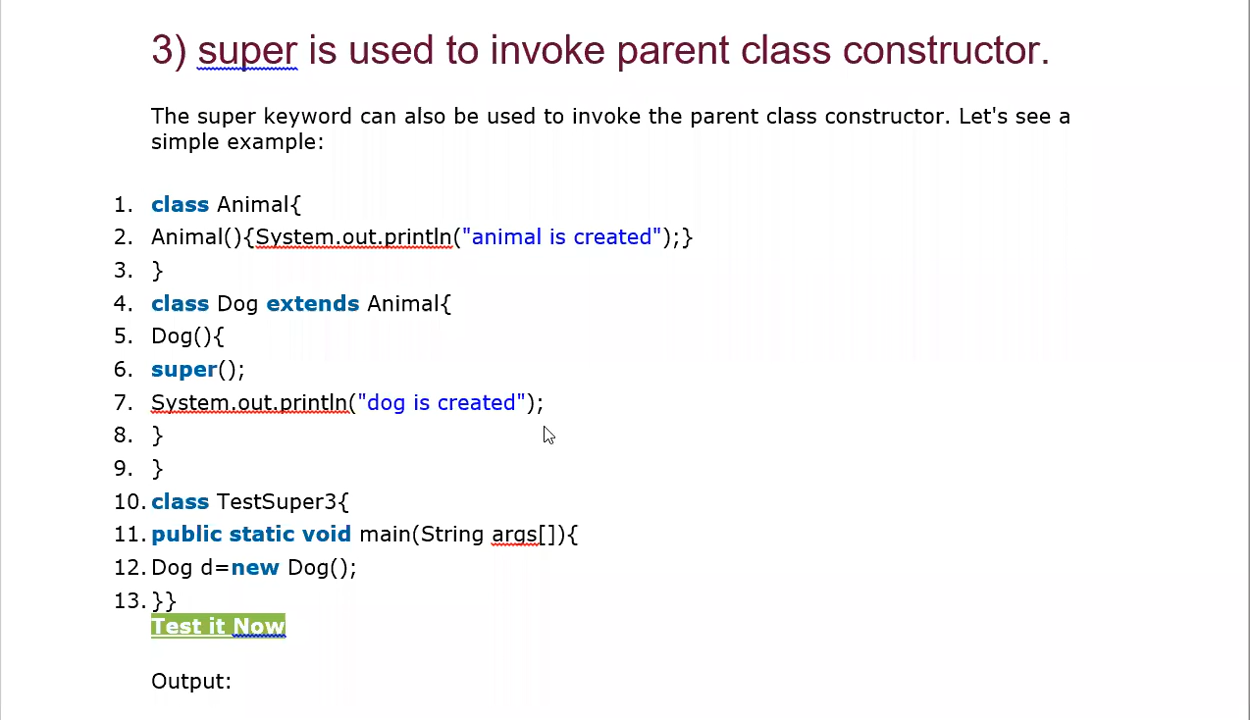 3) super is used to invoke parent class constructor.
The super keyword can also be used to invoke the parent class constructor. Let's see a
simple example:
1. class Animal{
2. Animal(){System.out.println("animal is created");}
3. }
4. class Dog extends Animal{
5. Dog(){
6. super();
7. System.out.println("dog is created");
8. }
9. }
10. class TestSuper3{
11. public static void main(String args[]){
12. Dog d=new Dog();
13. }}
Test it Now
Output: